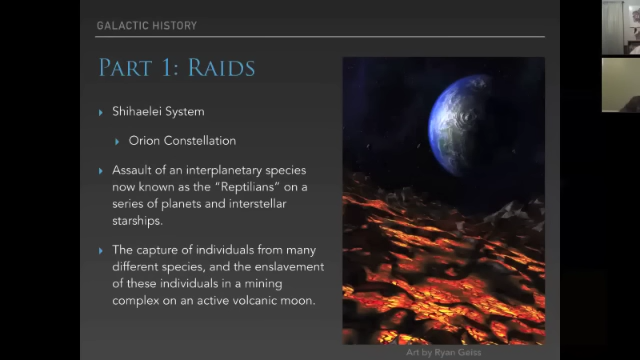 GALACTIC HISTORY
PART 1: RAIDS
Shihaelei System
Orion Constellation
Assault of an interplanetary species
now known as the “Reptilians” on a
series of planets and interstellar
starships.
The capture of individuals from many
different species, and the enslavement
of these individuals in a mining
complex on an active volcanic moon.
Art by Ryan Geiss